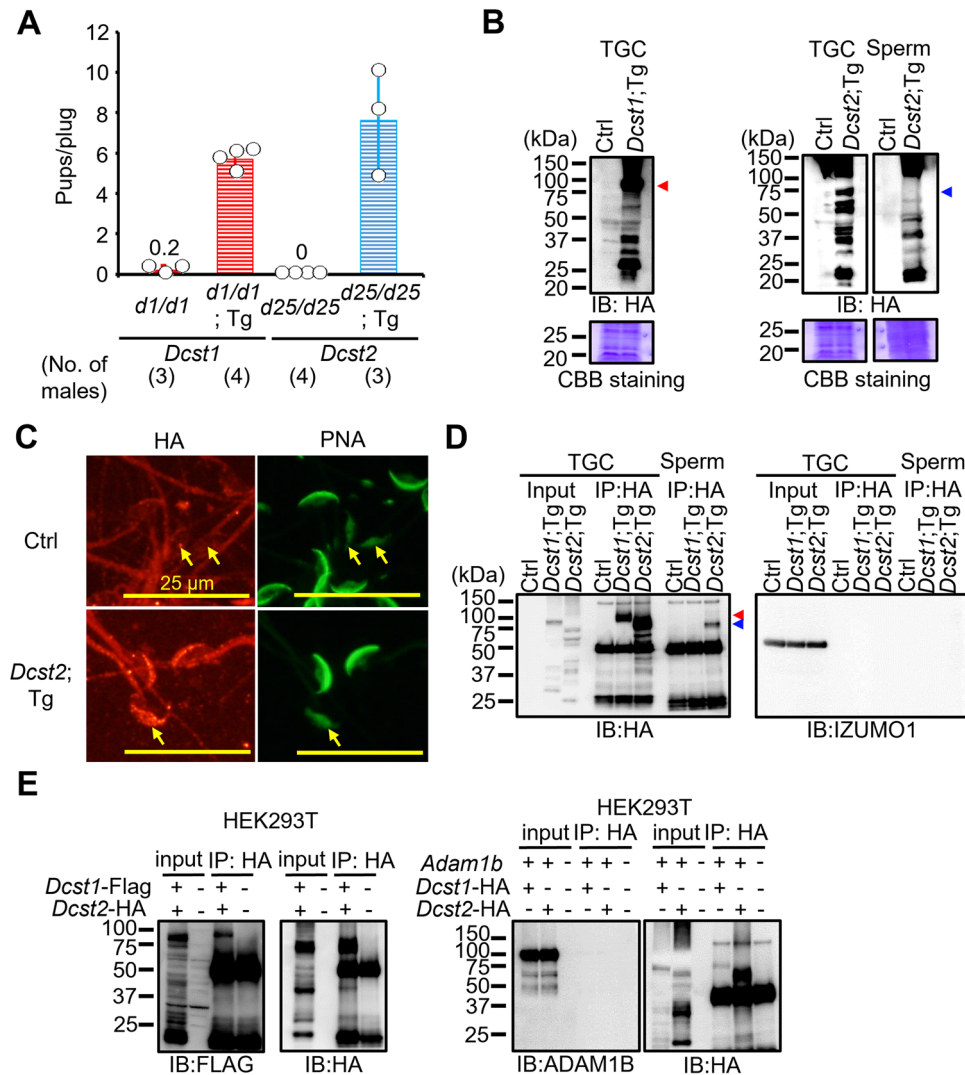 A
Pups/plug
12
10
8
6
4
2
0
0.2
0
d1/d1
d1/d1
; Tg
d25/d25
d25/d25
; Tg
Dcst1
Dcst2
(No. of
males)
(3)
(4)
(4)
(3)
B
TGC
Ctrl
Dcst1;Tg
(kDa)
150
100
75
50
37
25
20
IB: HA
25
20
CBB staining
TGC
Sperm
Ctrl
Dcst2;Tg
Ctrl
Dcst2;Tg
(kDa)
150
100
75
50
37
25
20
IB: HA
25
20
CBB staining
C
HA
PNA
Ctrl
25 µm
Dcst2;
Tg
D
TGC
Sperm
Input
IP:HA
IP:HA
Ctrl
Dcst1;Tg
Dcst2;Tg
Ctrl
Dcst1;Tg
Dcst2;Tg
Ctrl
Dcst1;Tg
Dcst2;Tg
(kDa)
150
100
75
50
37
25
IB:HA
TGC
Sperm
Input
IP:HA
IP:HA
Ctrl
Dcst1;Tg
Dcst2;Tg
Ctrl
Dcst1;Tg
Dcst2;Tg
Ctrl
Dcst1;Tg
Dcst2;Tg
IB:IZUMO1
E
HEK293T
input IP: HA input IP: HA
Dcst1-Flag + - + - + - + -
Dcst2-HA + - + - + - + -
100
75
50
37
25
IB:FLAG
IB:HA
HEK293T
input IP: HA input IP: HA
Adam1b + + - + + - + + - + + -
Dcst1-HA + - - + - - + - - + - -
Dcst2-HA - + - - + - - + - - + -
150
100
75
50
37
25
IB:ADAM1B
IB:HA